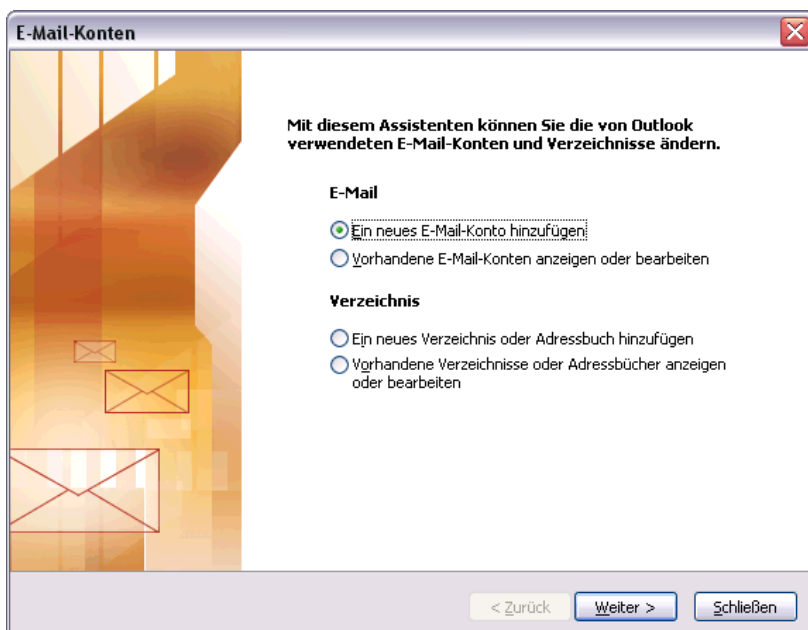 E-Mail-Konten
Mit diesem Assistenten können Sie die von Outlook
verwendeten E-Mail-Konten und Verzeichnisse ändern.
E-Mail
Ein neues E-Mail-Konto hinzufügen
Vorhandene E-Mail-Konten anzeigen oder bearbeiten
Verzeichnis
Ein neues Verzeichnis oder Adressbuch hinzufügen
Vorhandene Verzeichnisse oder Adressbücher anzeigen
oder bearbeiten
< Zurück Weiter > Schließen